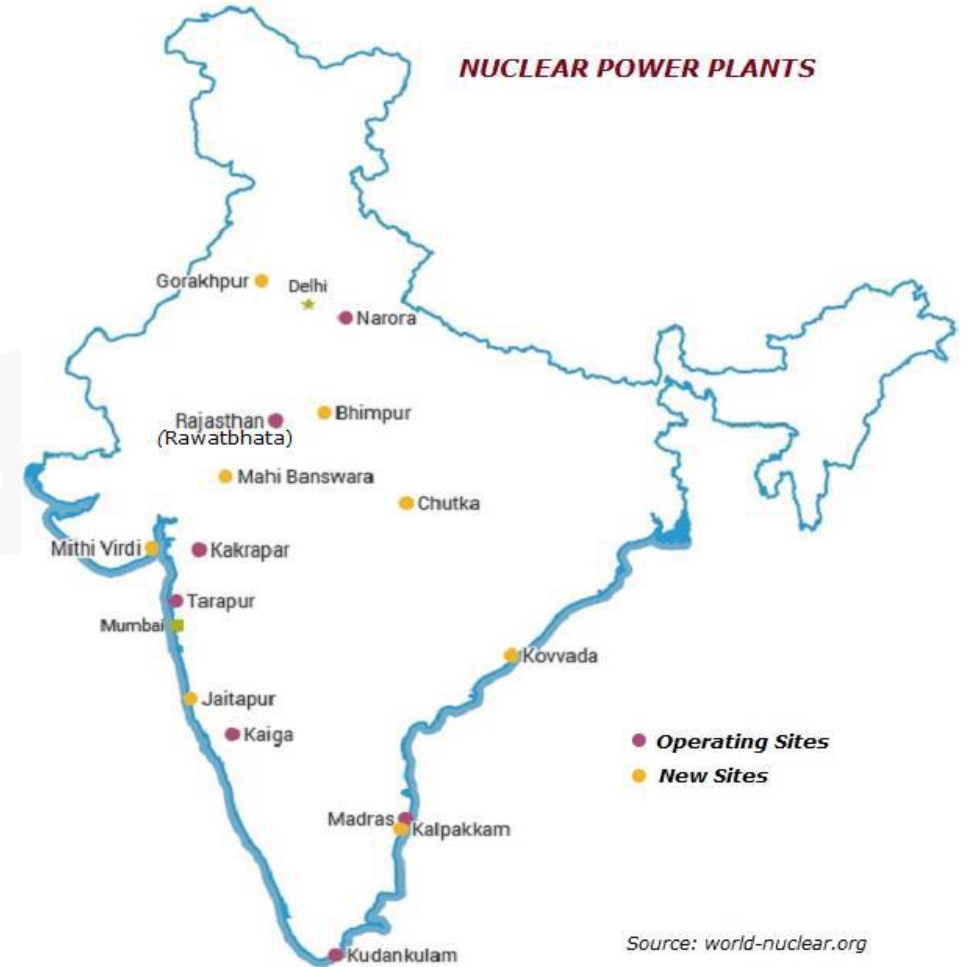 NUCLEAR POWER PLANTS
Gorakhpur
Delhi
Narora
Bhimpur
Rajasthan
(Rawatbhata)
Mahi Banswara
Chutka
Mithi Virdi
Kakrapar
Tarapur
Mumbai
Kovvada
Jaitapur
Kaiga
Operating Sites
New Sites
Madras
Kalpakkam
Kudankulam
Source: world-nuclear.org